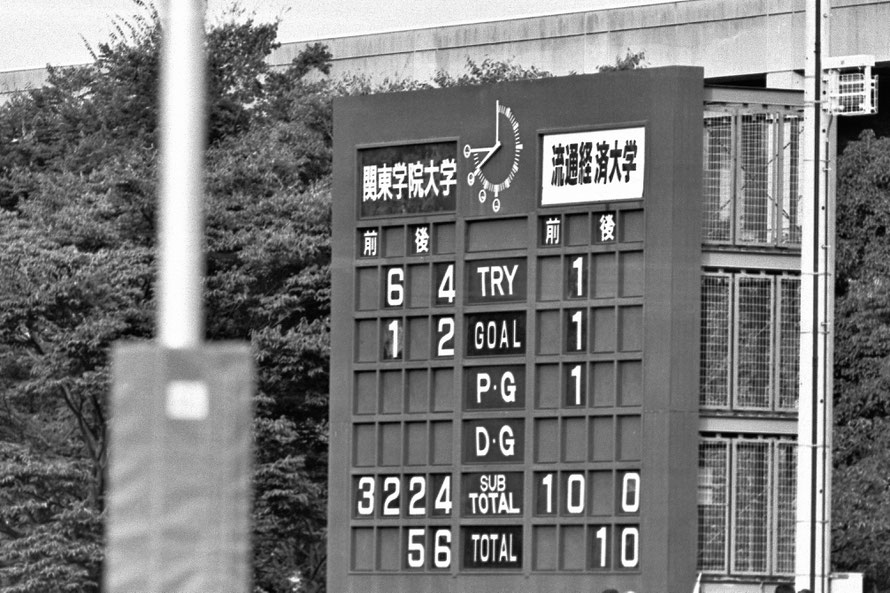 関東学院大学 流通経済大学
前 後 前 後
6 4 TRY 1
1 2 GOAL 1
P·G 1
D·G
32 24 SUB TOTAL 10 0
56 TOTAL 10